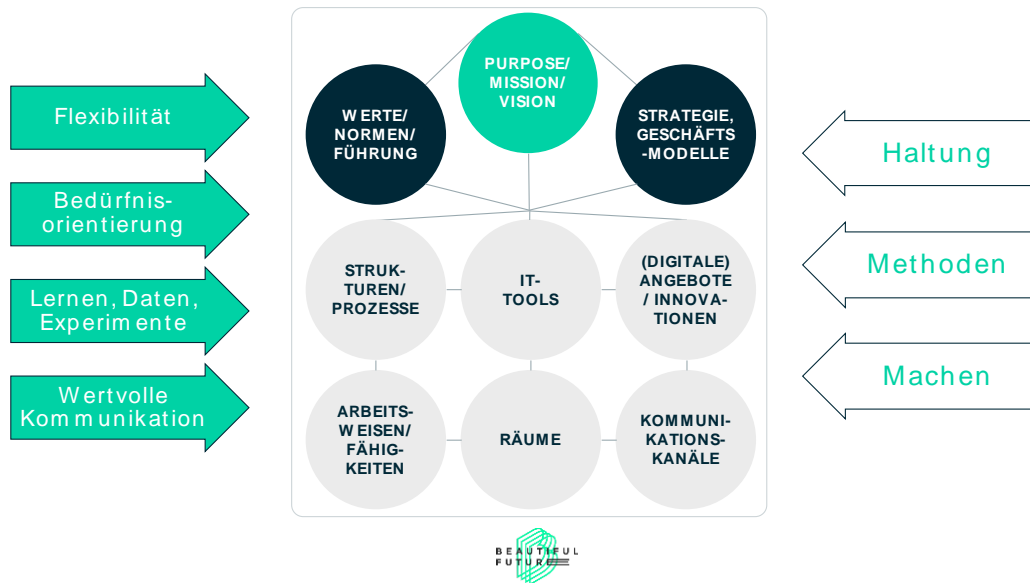 Flexibilität
Bedürfnis-
orientierung
Lernen, Daten,
Experimente
Wertvolle
Kommunikation
PURPOSE/
MISSION/
VISION
WERTE/
NORMEN/
FÜHRUNG
STRATEGIE,
GESCHÄFTS
-MODELLE
STRUK-
TUREN/
PROZESSE
IT-
TOOLS
(DIGITALE)
ANGEBOTE
/ INNOVA-
TIONEN
ARBEITS-
WEISEN/
FÄHIG-
KEITEN
RÄUME
KOMMUNI-
KATIONS-
KANÄLE
Haltung
Methoden
Machen
BEAUTIFUL
FUTURE